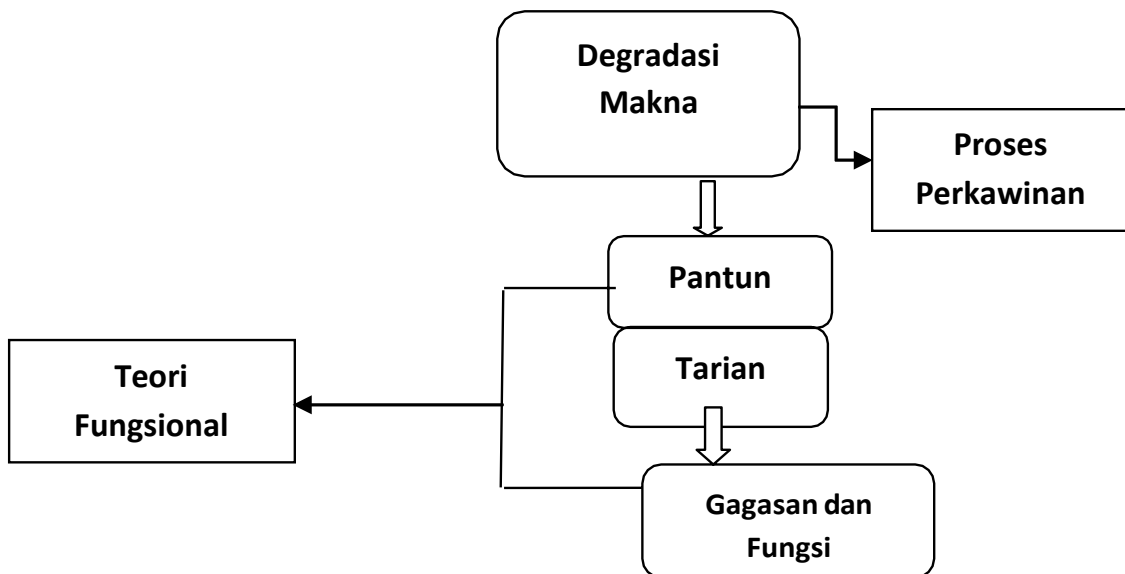 Degradasi
Makna
Proses
Perkawinan
Pantun
Tarian
Teori
Fungsional
Gagasan dan
Fungsi